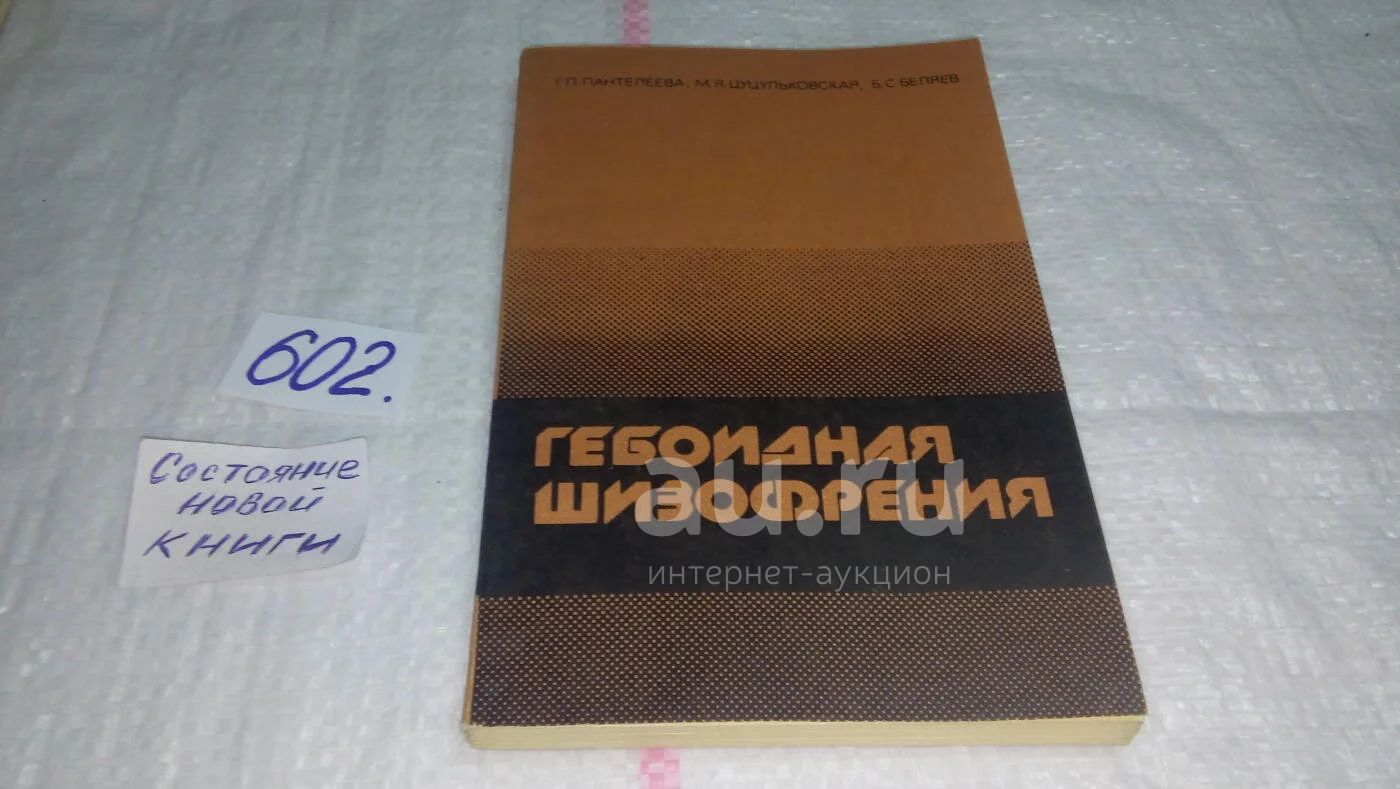 Г.П. ПАНТЕЛЕЕВА, М.Я. ЦУЦУЛЬКОВСКАЯ, Б.С. БЕЛЯЕВ
602.
Состояние
новой
книги
ГЕБОИДНАЯ
ШИЗОФРЕНИЯ
au.ru
интернет-аукцион